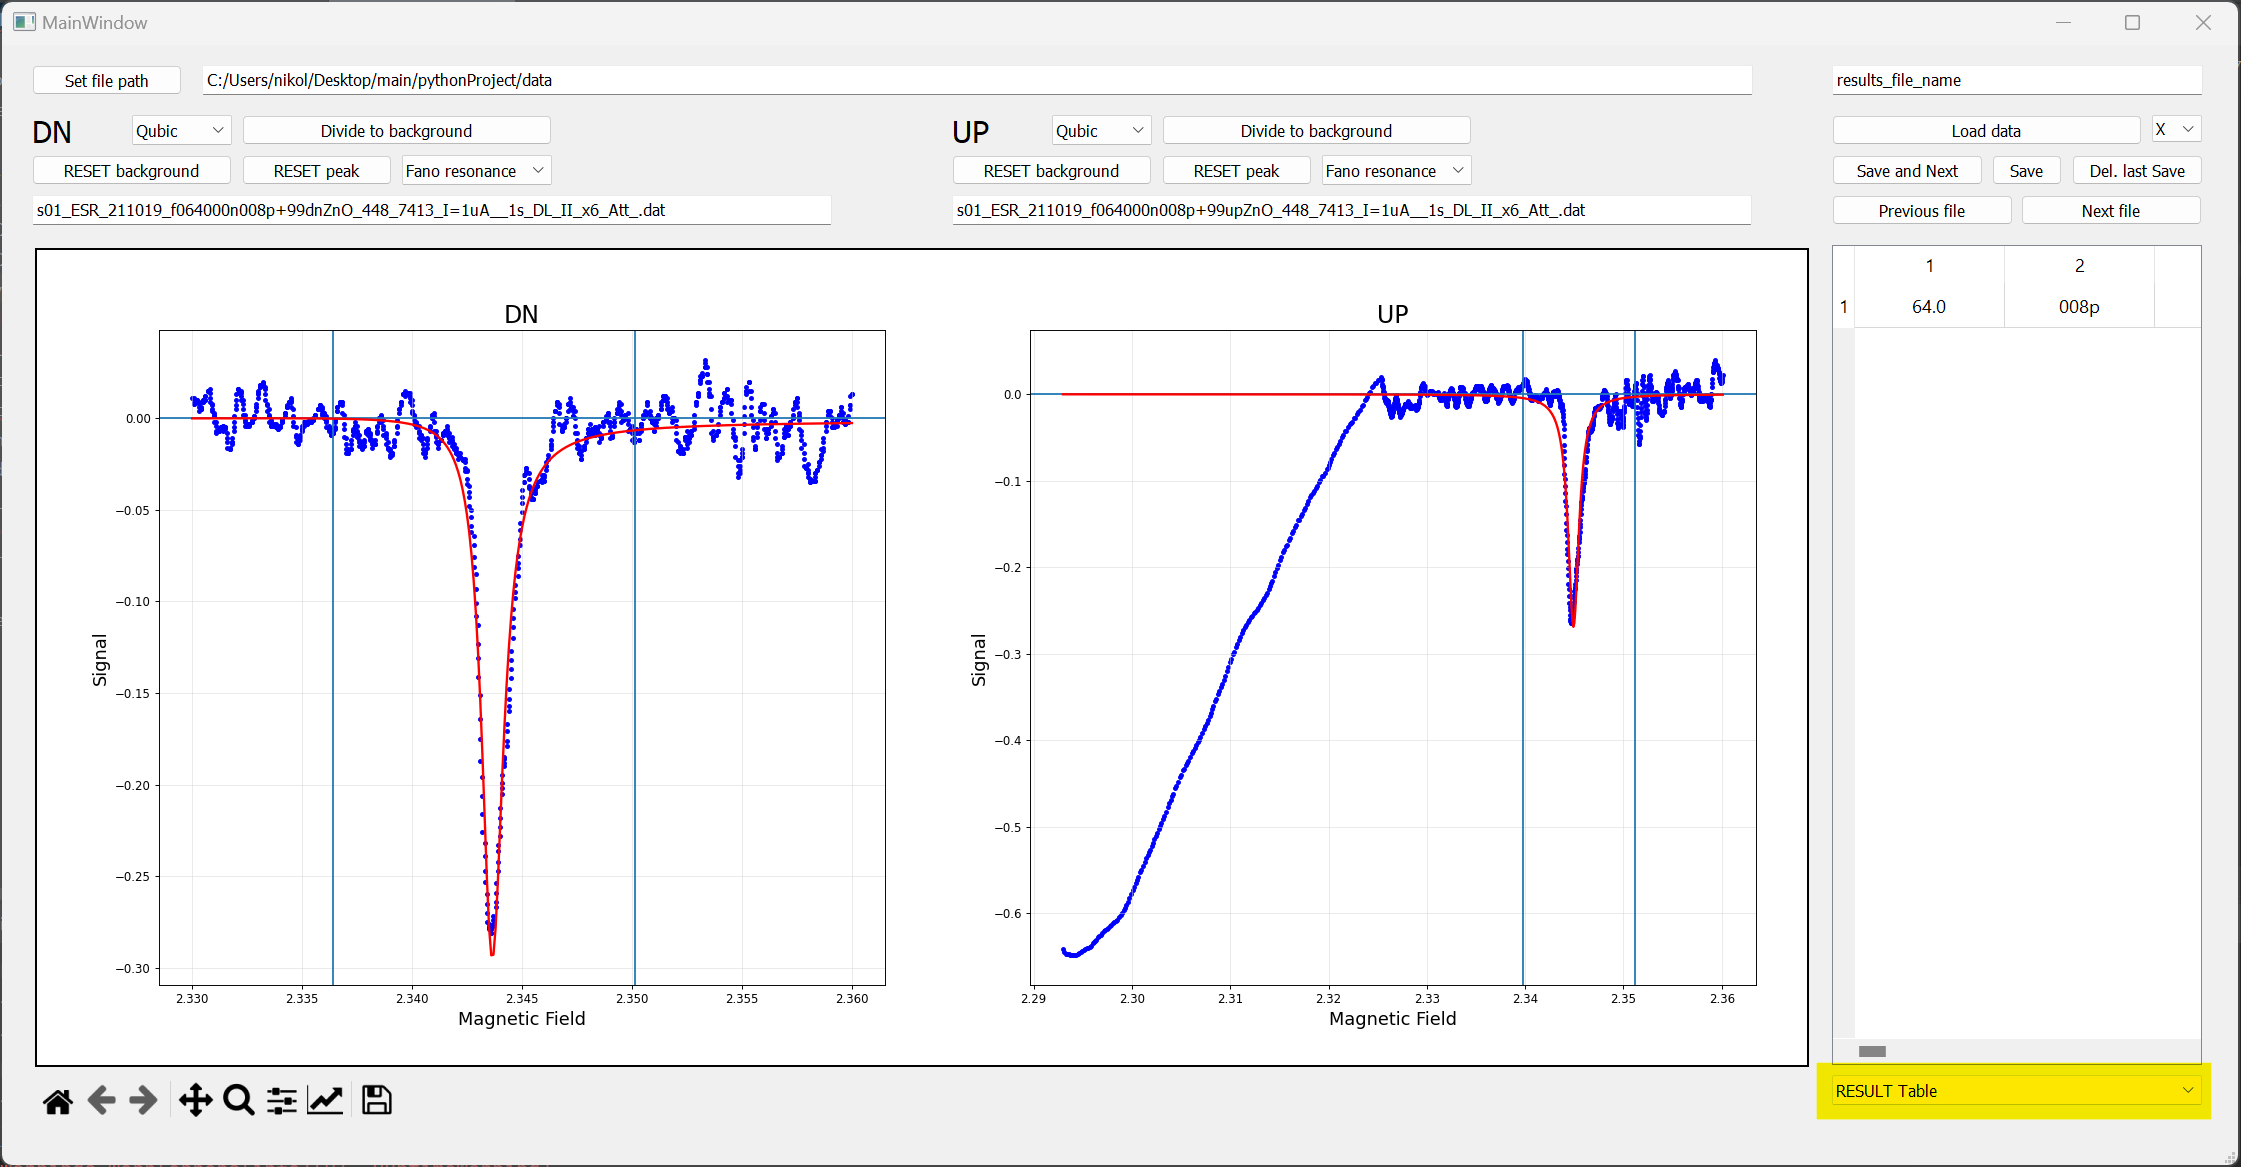 MainWindow
Set file path
C:/Users/nikol/Desktop/main/pythonProject/data
results_file_name
DN
Qubic
Divide to background
UP
Qubic
Divide to background
Load data
X
RESET background
RESET peak
Fano resonance
RESET background
RESET peak
Fano resonance
Save and Next
Save
Del. last Save
s01_ESR_211019_f064000n008p+99dnZnO_448_7413_I=1uA__1s_DL_II_x6_Att_.dat
s01_ESR_211019_f064000n008p+99upZnO_448_7413_I=1uA__1s_DL_II_x6_Att_.dat
Previous file
Next file
DN
0.00
−0.05
−0.10
−0.15
−0.20
−0.25
−0.30
Signal
2.330 2.335 2.340 2.345 2.350 2.355 2.360
Magnetic Field
UP
0.0
−0.1
−0.2
−0.3
−0.4
−0.5
−0.6
Signal
2.29 2.30 2.31 2.32 2.33 2.34 2.35 2.36
Magnetic Field
1 2
1 64.0 008p
RESULT Table